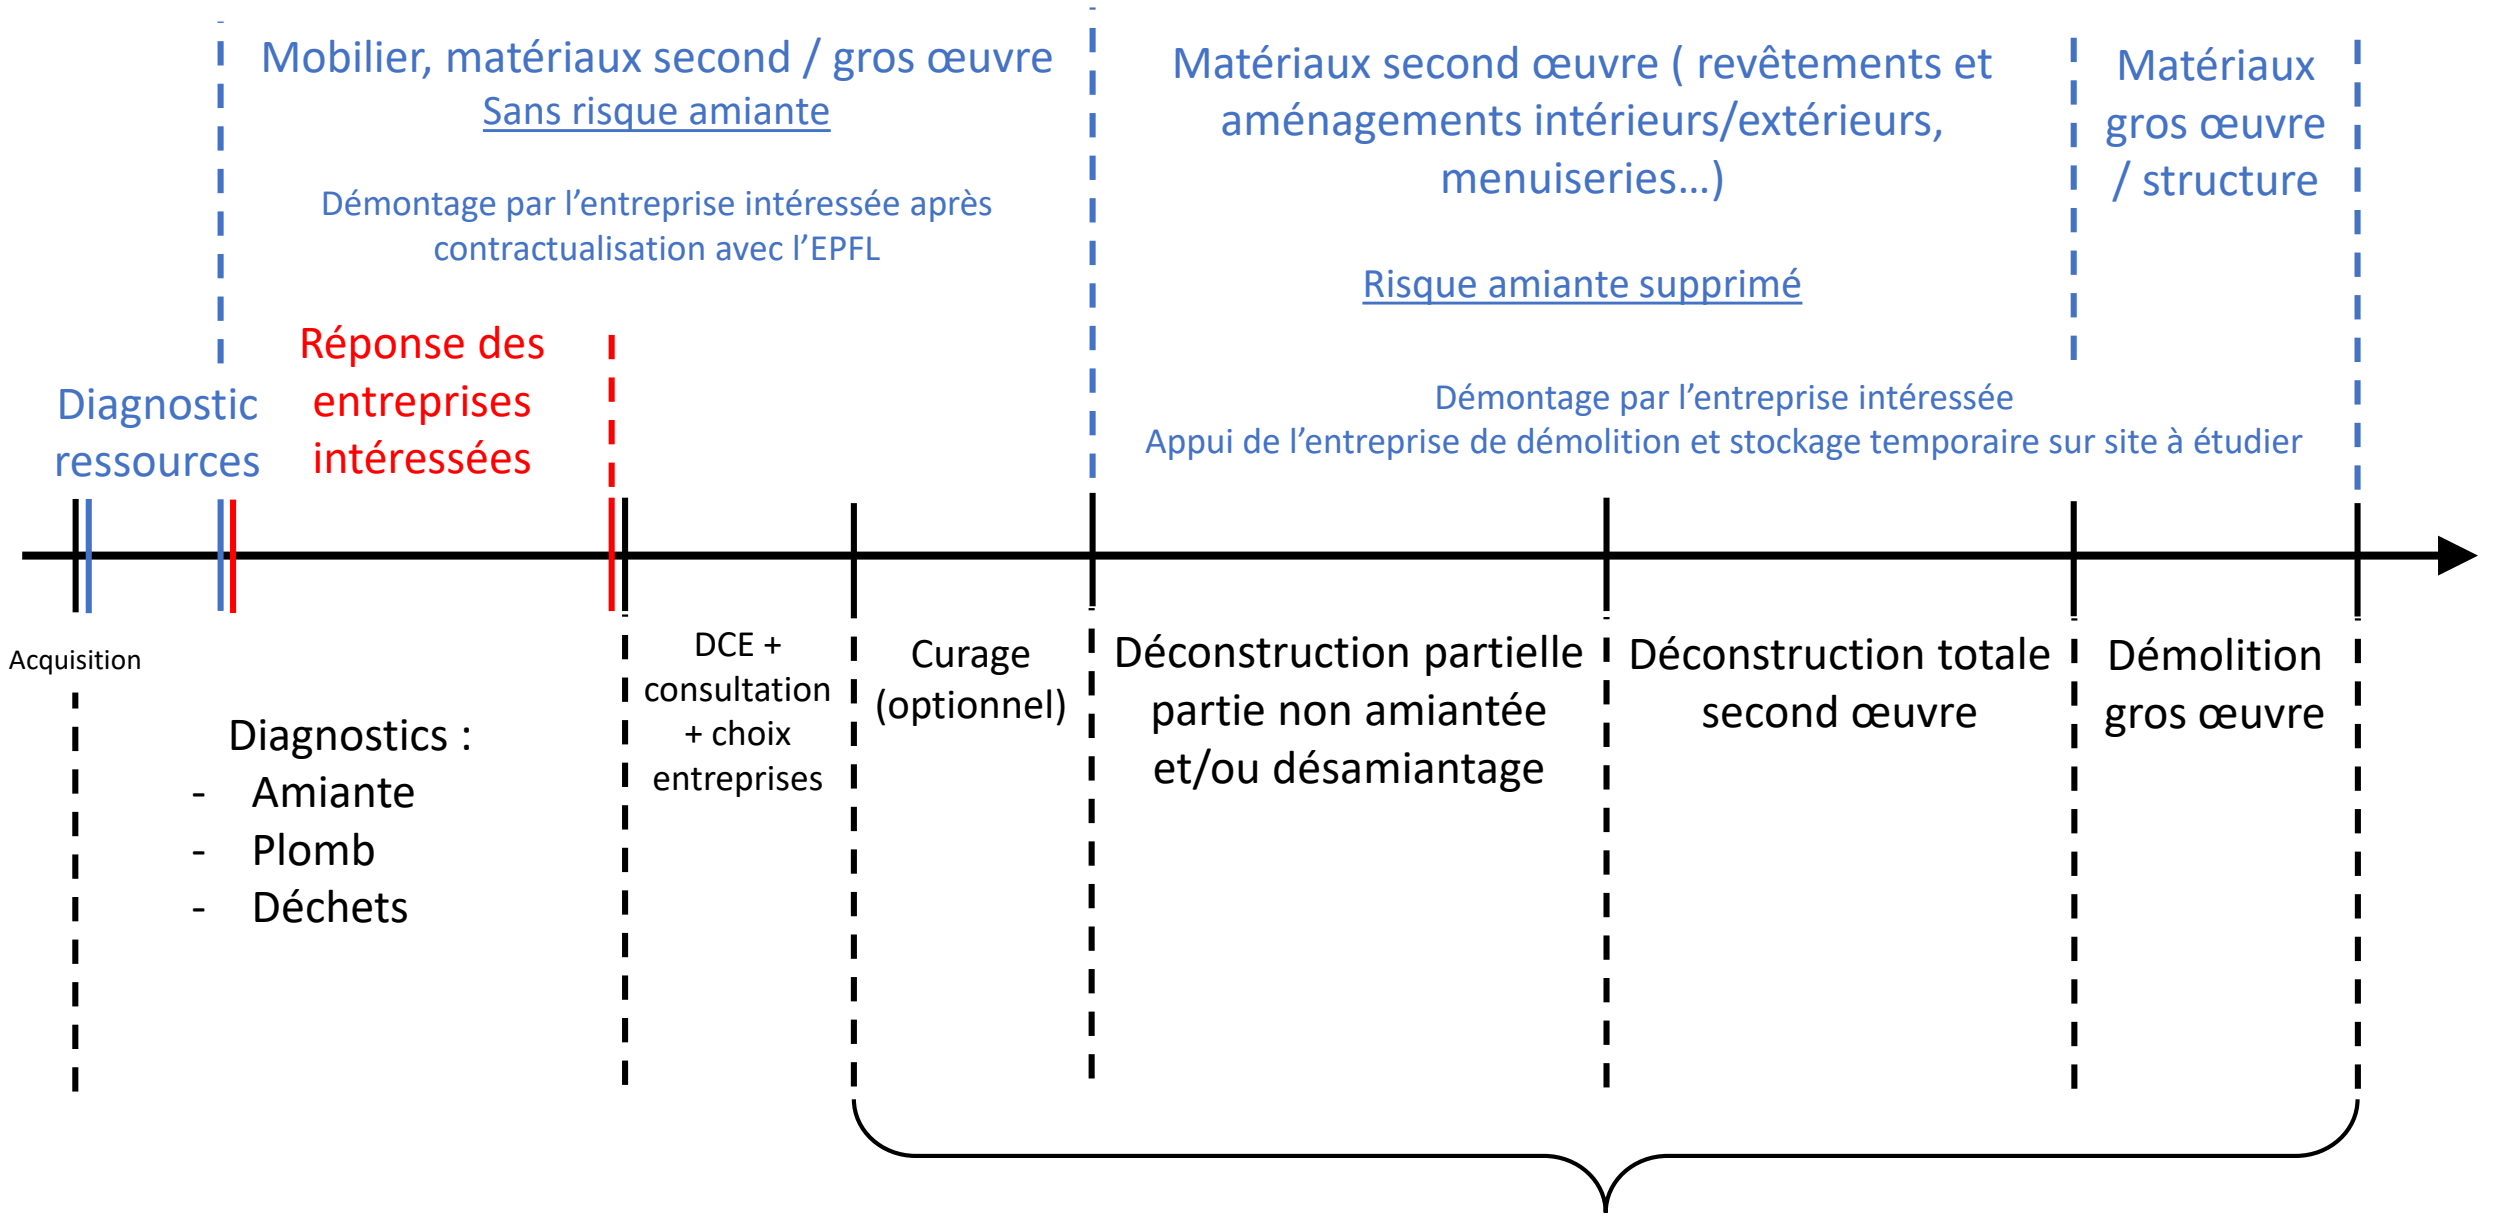 Mobilier, matériaux second / gros œuvre
Sans risque amiante
Démontage par l’entreprise intéressée après
contractualisation avec l’EPFL
Matériaux second œuvre ( revêtements et
aménagements intérieurs/extérieurs,
menuiseries…)
Risque amiante supprimé
Matériaux
gros œuvre
/ structure
Diagnostic
ressources
Réponse des
entreprises
intéressées
Démontage par l’entreprise intéressée
Appui de l’entreprise de démolition et stockage temporaire sur site à étudier
Acquisition
Diagnostics :
- Amiante
- Plomb
- Déchets
DCE +
consultation
+ choix
entreprises
Curage
(optionnel)
Déconstruction partielle
partie non amiantée
et/ou désamiantage
Déconstruction totale
second œuvre
Démolition
gros œuvre